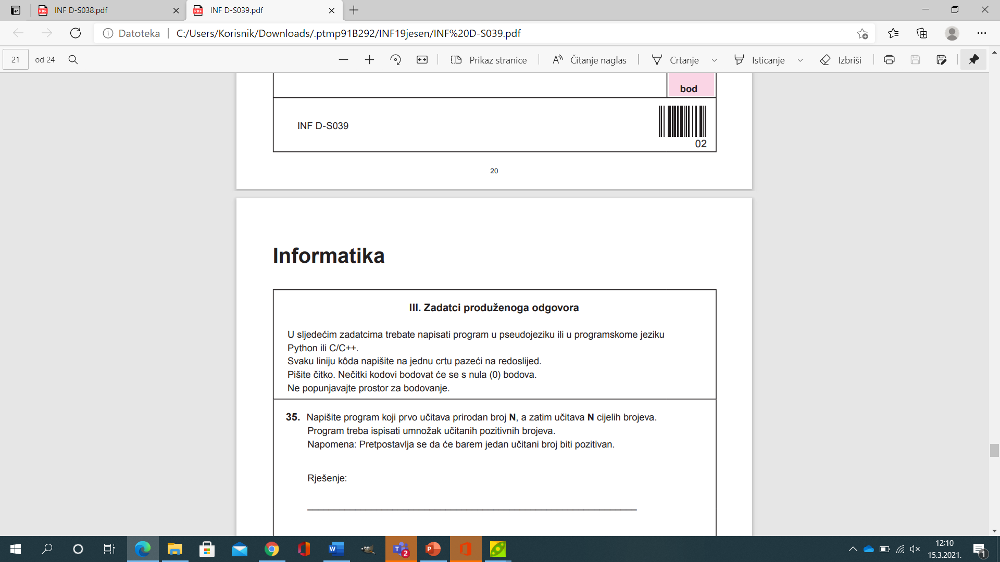 INF D-S038.pdf
INF D-S039.pdf
Datoteka
C:/Users/Korisnik/Downloads/.ptmp91B292/INF19jesen/INF%20D-S039.pdf
21
od 24
Prikaz stranice
Čitanje naglas
Crtanje
Isticanje
Izbriši
bod
INF D-S039
02
20
Informatika
III. Zadatci produženoga odgovora
U sljedećim zadatcima trebate napisati program u pseudojeziku ili u programskome jeziku
Python ili C/C++.
Svaku liniju kôda napišite na jednu crtu pazeći na redoslijed.
Pišite čitko. Nečitki kodovi bodovat će se s nula (0) bodova.
Ne popunjavajte prostor za bodovanje.
35. Napišite program koji prvo učitava prirodan broj N, a zatim učitava N cijelih brojeva.
Program treba ispisati umnožak učitanih pozitivnih brojeva.
Napomena: Pretpostavlja se da će barem jedan učitani broj biti pozitivan.
Rješenje:
12:10
15.3.2021.